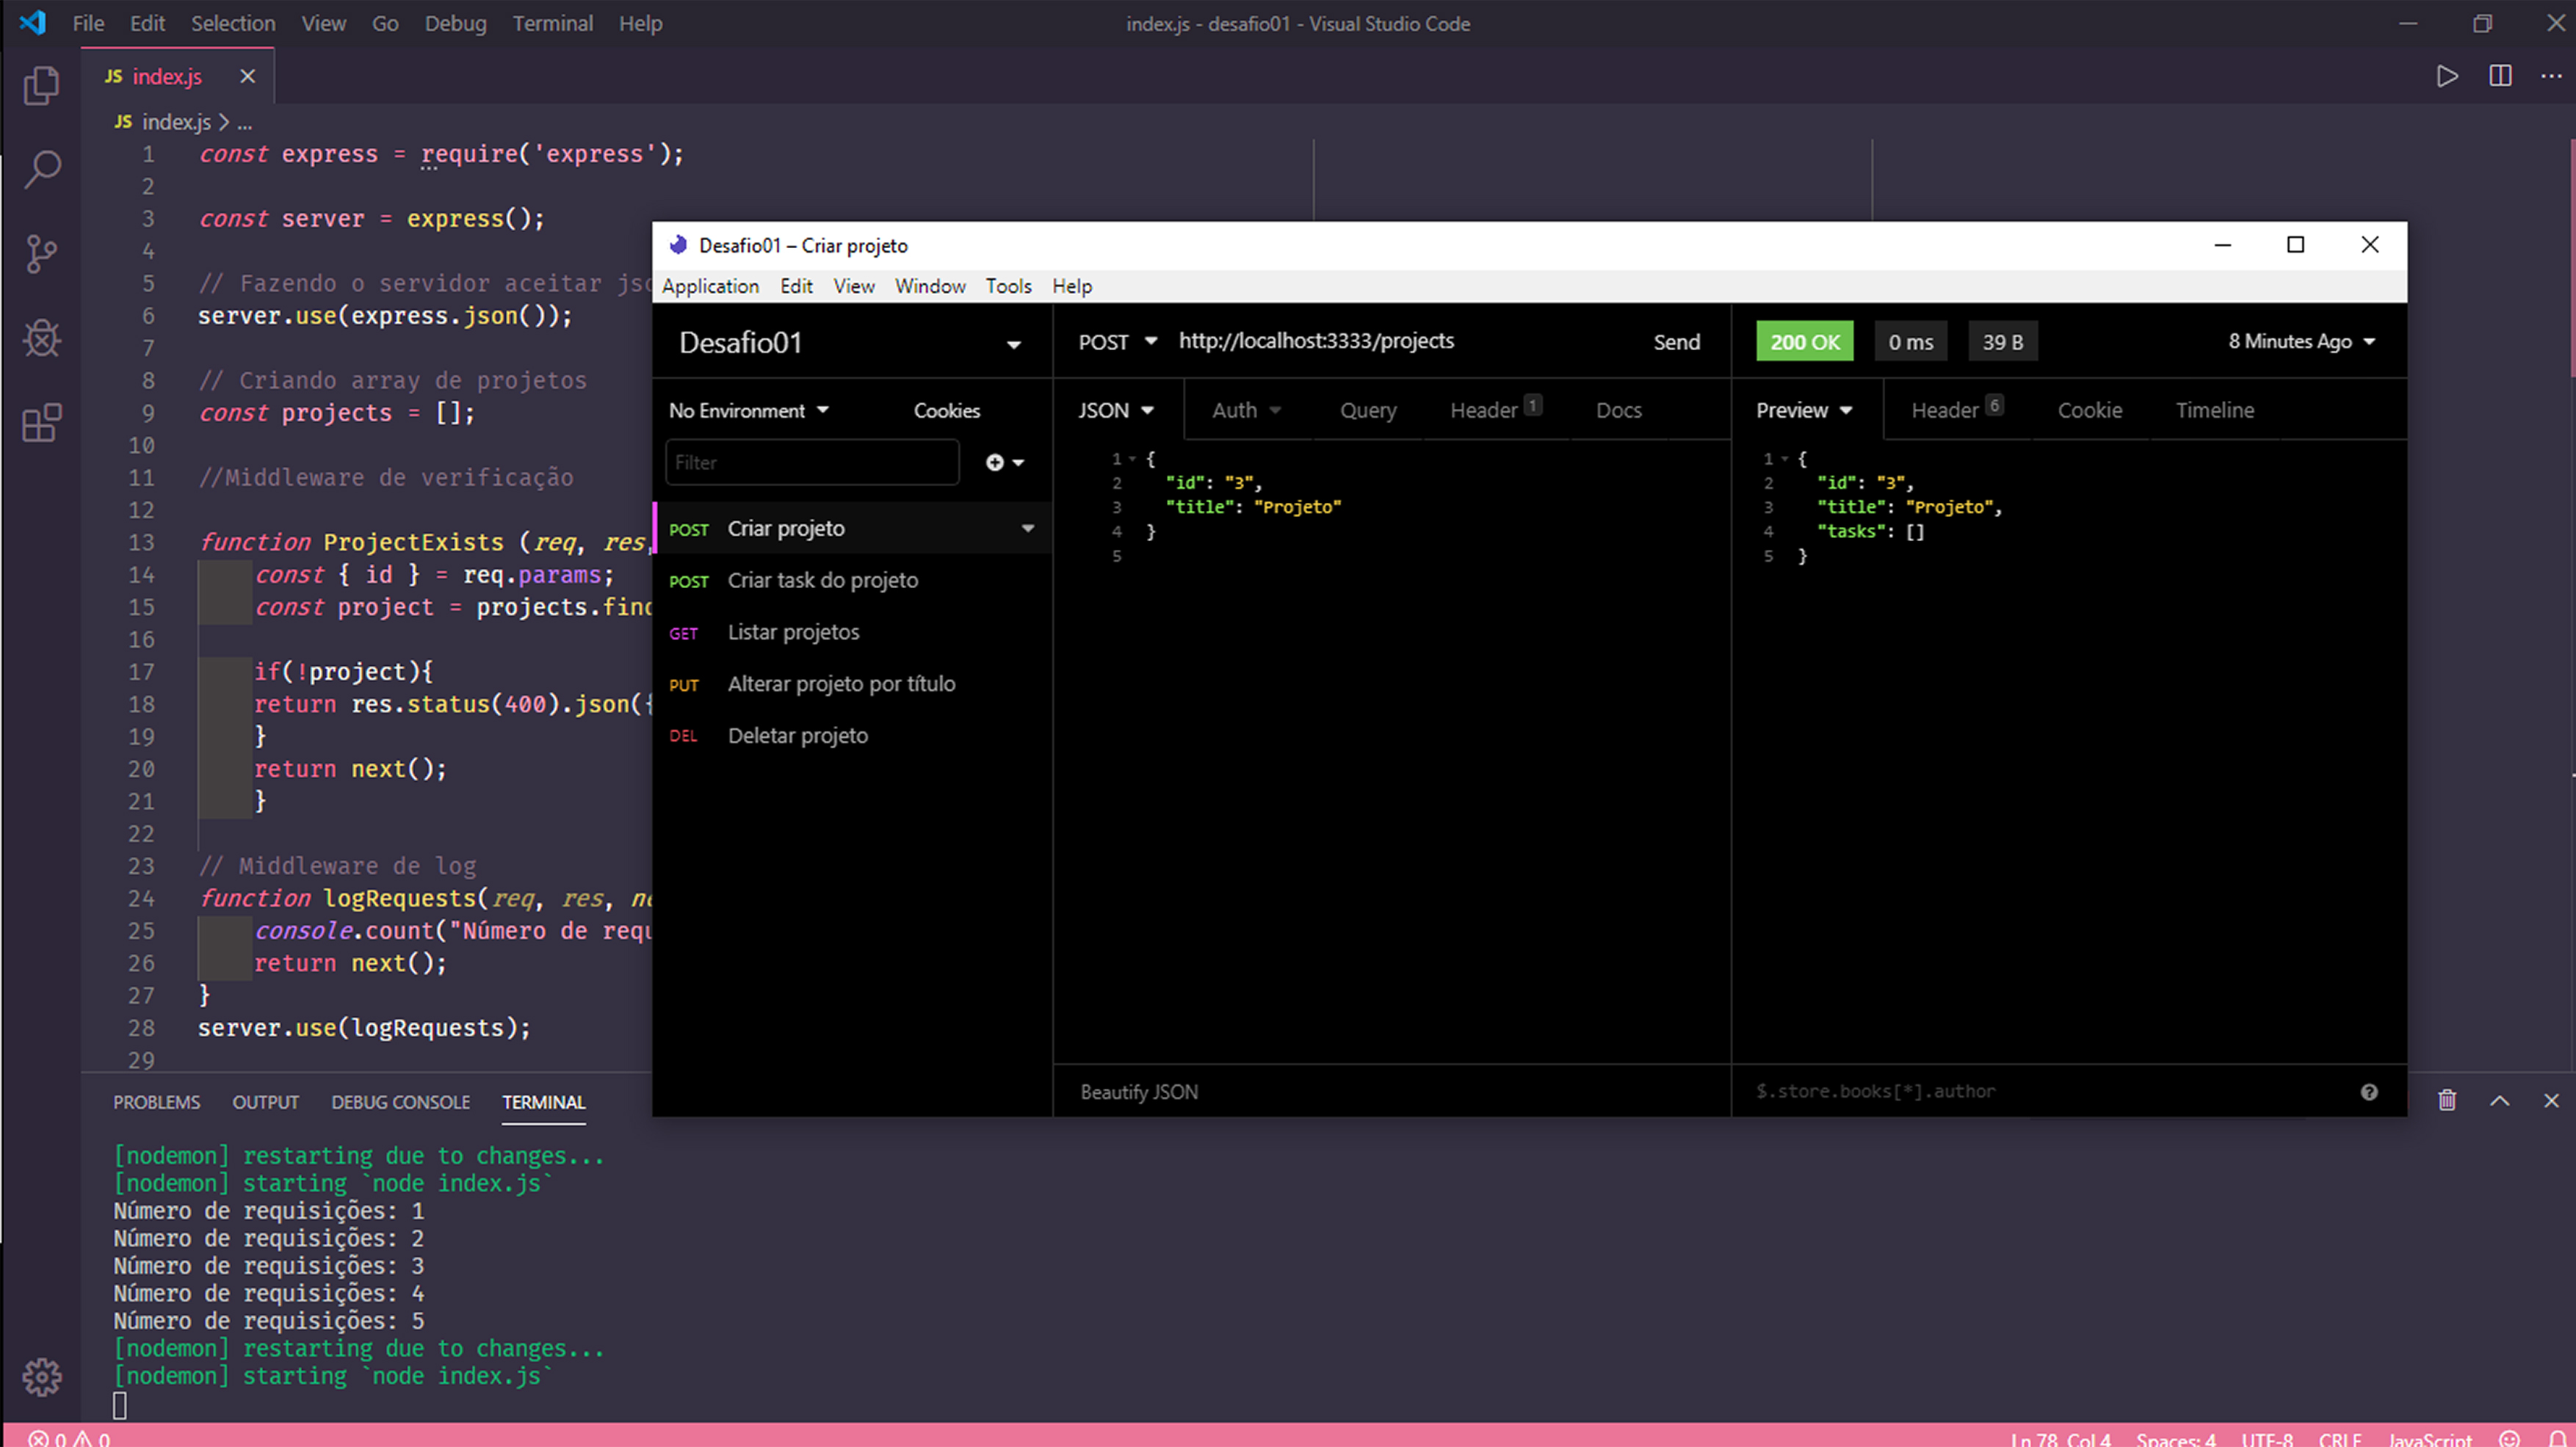 File Edit Selection View Go Debug Terminal Help
index.js - desafio01 - Visual Studio Code
JS index.js
JS index.js > ...
1 const express = require('express');
2
3 const server = express();
4
5 // Fazendo o servidor aceitar
6 server.use(express.json());
7
8 // Criando array de projetos
9 const projects = [];
10
11 //Middleware de verificação
12
13 function ProjectExists (req, res,
14 const { id } = req.params;
15 const project = projects.find
16
17 if(!project){
18 return res.status(400).json({
19 }
20 return next();
21 }
22
23 // Middleware de log
24 function logRequests(req, res,
25 console.count("Número de
26 return next();
27 }
28 server.use(logRequests);
29
Desafio01 – Criar projeto
Application Edit View Window Tools Help
Desafio01
No Environment Cookies
Filter
POST Criar projeto
POST Criar task do projeto
GET Listar projetos
PUT Alterar projeto por título
DEL Deletar projeto
POST http://localhost:3333/projects Send
JSON Auth Query Header 1 Docs
1 {
2 "id": "3",
3 "title": "Projeto"
4 }
5
Beautify JSON
200 OK 0 ms 39 B 8 Minutes Ago
Preview Header 6 Cookie Timeline
1 {
2 "id": "3",
3 "title": "Projeto",
4 "tasks": []
5 }
$.store.books[*].author
PROBLEMS OUTPUT DEBUG CONSOLE TERMINAL
[nodemon] restarting due to changes...
[nodemon] starting `node index.js`
Número de requisições: 1
Número de requisições: 2
Número de requisições: 3
Número de requisições: 4
Número de requisições: 5
[nodemon] restarting due to changes...
[nodemon] starting `node index.js`
0 0
Ln 78, Col 4 Spaces: 4 UTF-8 CRLF JavaScript